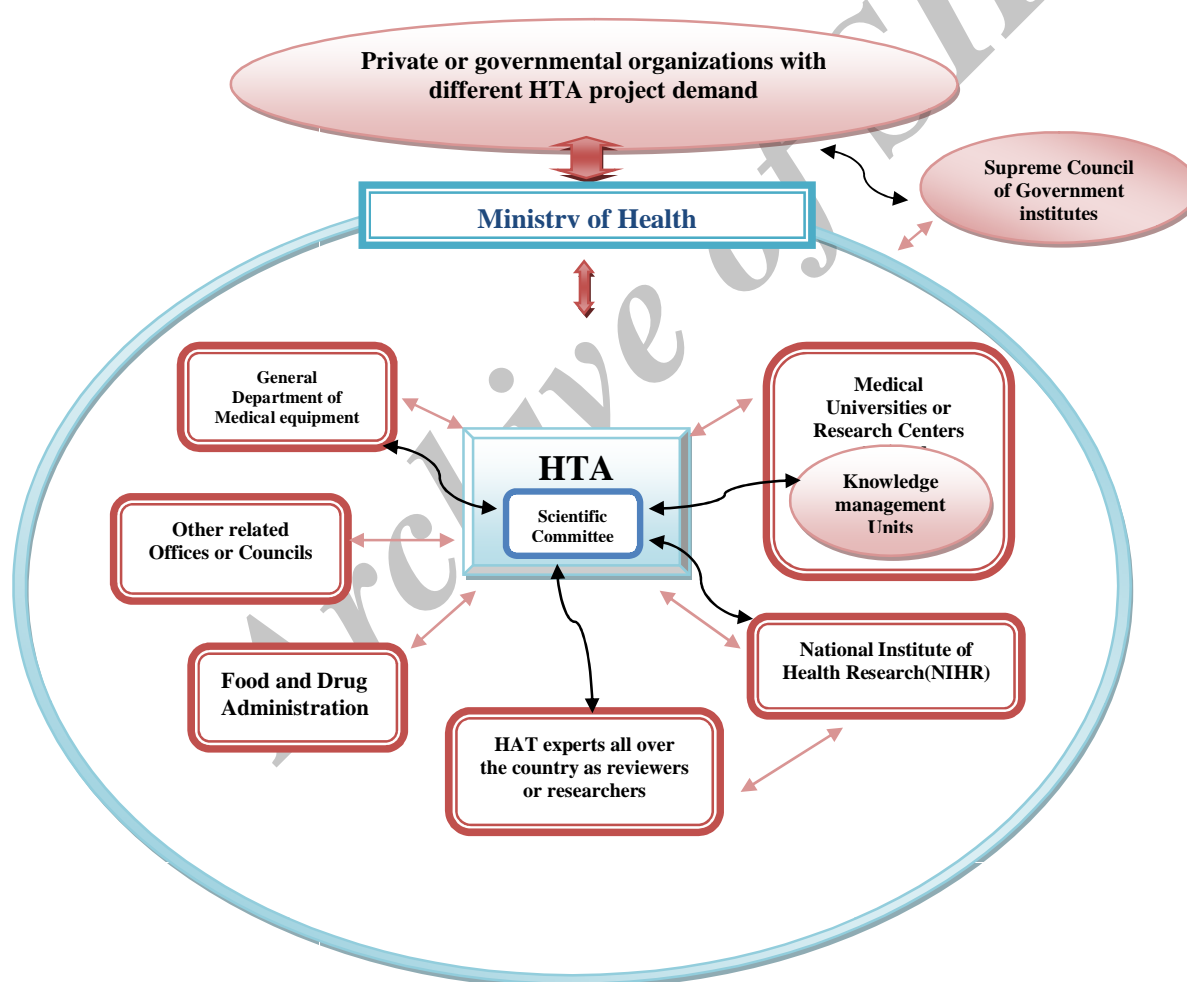 Private or governmental organizations with
different HTA project demand
Supreme Council
of Government
institutes
Ministrv of Health
General
Department of
Medical equipment
Medical
Universities or
Research Centers
Knowledge
management
Units
HTA
Scientific
Committee
Other related
Offices or Councils
National Institute of
Health Research(NIHR)
Food and Drug
Administration
HAT experts all over
the country as reviewers
or researchers
Archive of